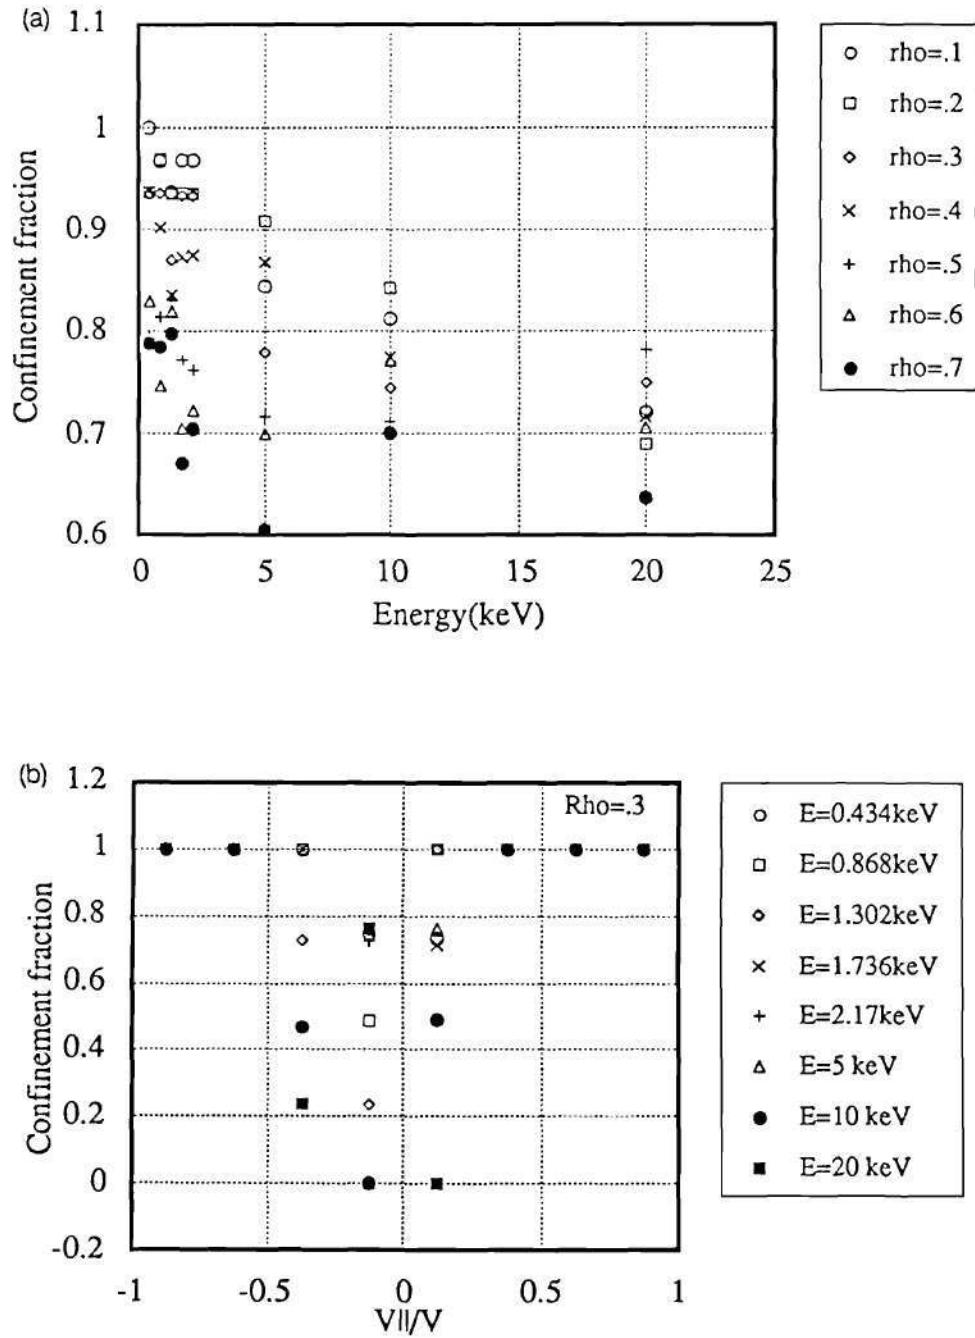 (a)
1.1
1
0.9
0.8
0.7
0.6
Confinement fraction
0
5
10
15
20
25
Energy(keV)
rho=.1
rho=.2
rho=.3
rho=.4
rho=.5
rho=.6
rho=.7
(b)
1.2
1
0.8
0.6
0.4
0.2
0
-0.2
Confinement fraction
Rho=.3
-1
-0.5
0
0.5
1
V||/V
E=0.434keV
E=0.868keV
E=1.302keV
E=1.736keV
E=2.17keV
E=5 keV
E=10 keV
E=20 keV